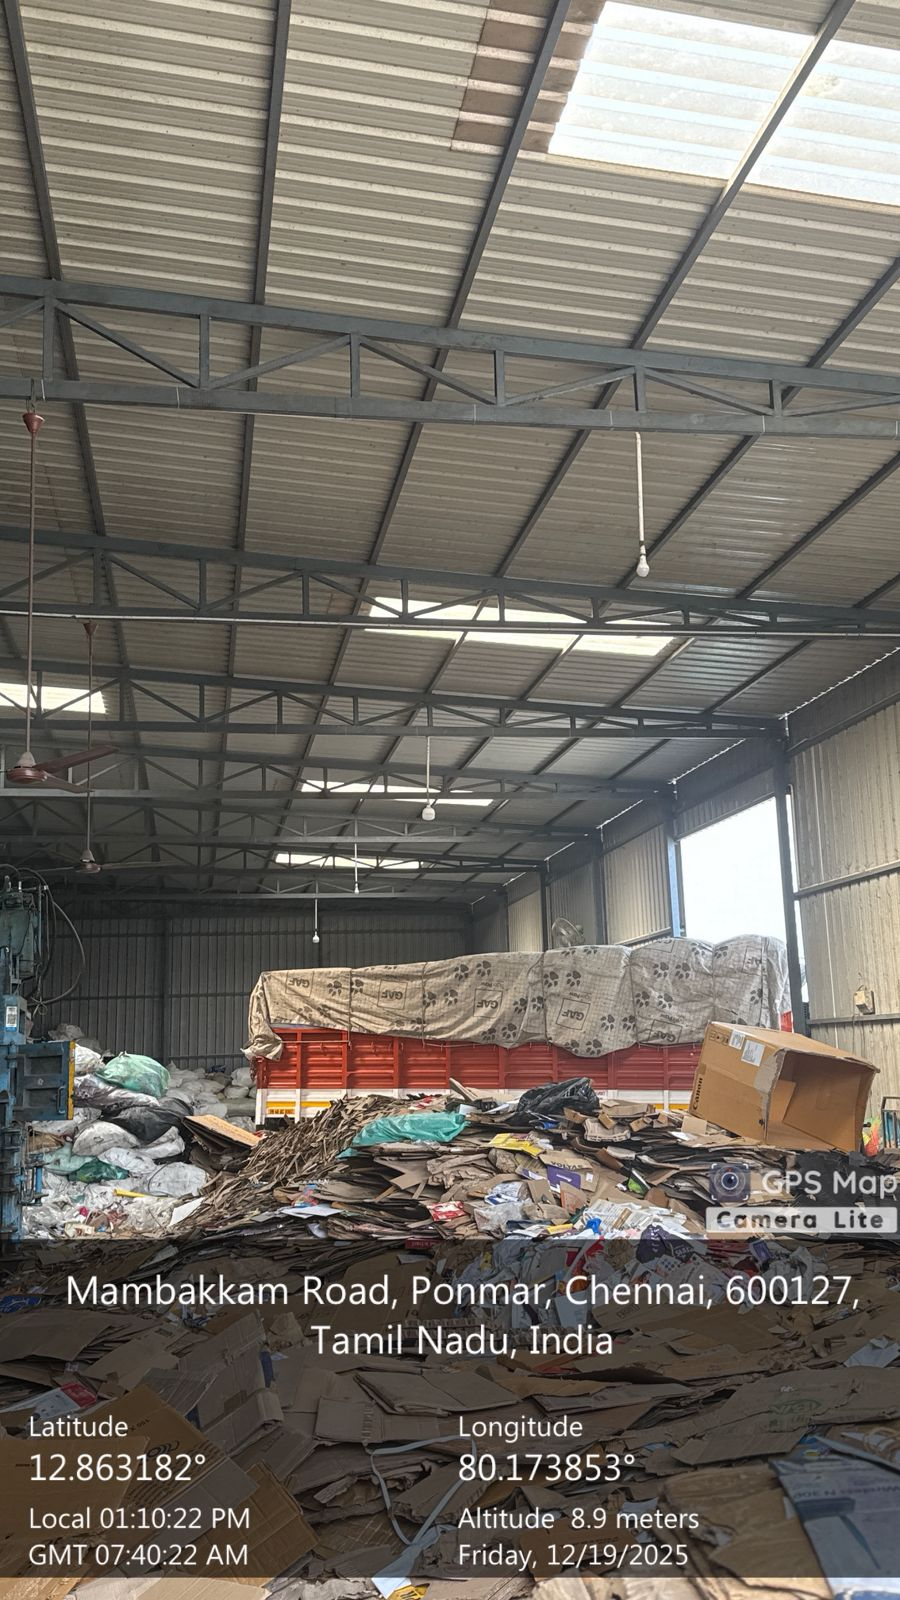 GAF
GAF
GAF
GAF
Canon
GPS Map
Camera Lite
Mambakkam Road, Ponmar, Chennai, 600127,
Tamil Nadu, India
Latitude
12.863182°
Longitude
80.173853°
Local 01:10:22 PM
GMT 07:40:22 AM
Altitude 8.9 meters
Friday, 12/19/2025